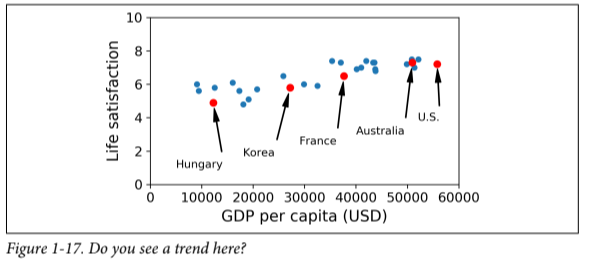 10
8
6
4
2
0
Life satisfaction
Hungary
Korea
France
Australia
U.S.
0 10000 20000 30000 40000 50000 60000
GDP per capita (USD)
Figure 1-17. Do you see a trend here?